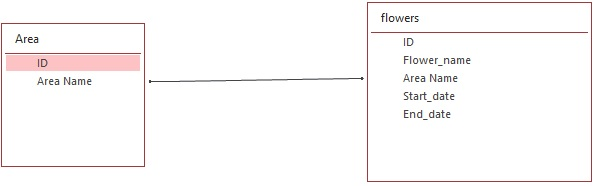 Area
ID
Area Name
flowers
ID
Flower_name
Area Name
Start_date
End_date